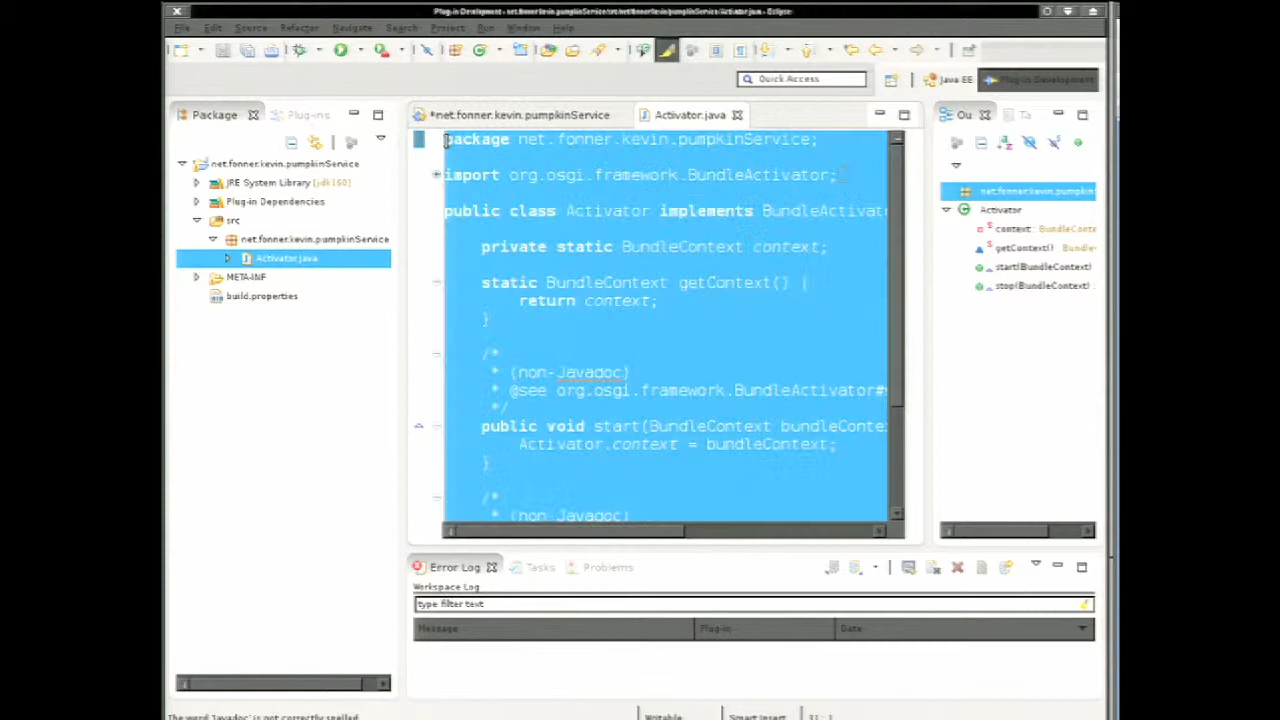 Plug-in Development - net.fonner.kevin.pumpkinService/src/net/fonner/kevin/pumpkinService/Activator.java - Eclipse
File Edit Source Refactor Navigate Search Project Run Window Help
Quick Access
Java EE
Plug-in Development
Package
Plug-ins
net.fonner.kevin.pumpkinService
JRE System Library [jdk160]
Plug-in Dependencies
src
net.fonner.kevin.pumpkinService
Activator.java
META-INF
build.properties
*net.fonner.kevin.pumpkinService
Activator.java
package net.fonner.kevin.pumpkinService;
import org.osgi.framework.BundleActivator;
public class Activator implements BundleActivat
private static BundleContext context;
static BundleContext getContext() {
return context;
}
/*
* (non-Javadoc)
* @see org.osgi.framework.BundleActivator#
*/
public void start(BundleContext bundleConte
Activator.context = bundleContext;
}
/*
* (non-Javadoc)
Ou
Ta
net.fonner.kevin.pumpkin
Activator
context : BundleConte
getContext() : Bundle
start(BundleContext) :
stop(BundleContext) :
Error Log
Tasks
Problems
Workspace Log
type filter text
Message
Plug-in
Date
The word 'Javadoc' is not correctly spelled
Writable
Smart Insert
31 : 1